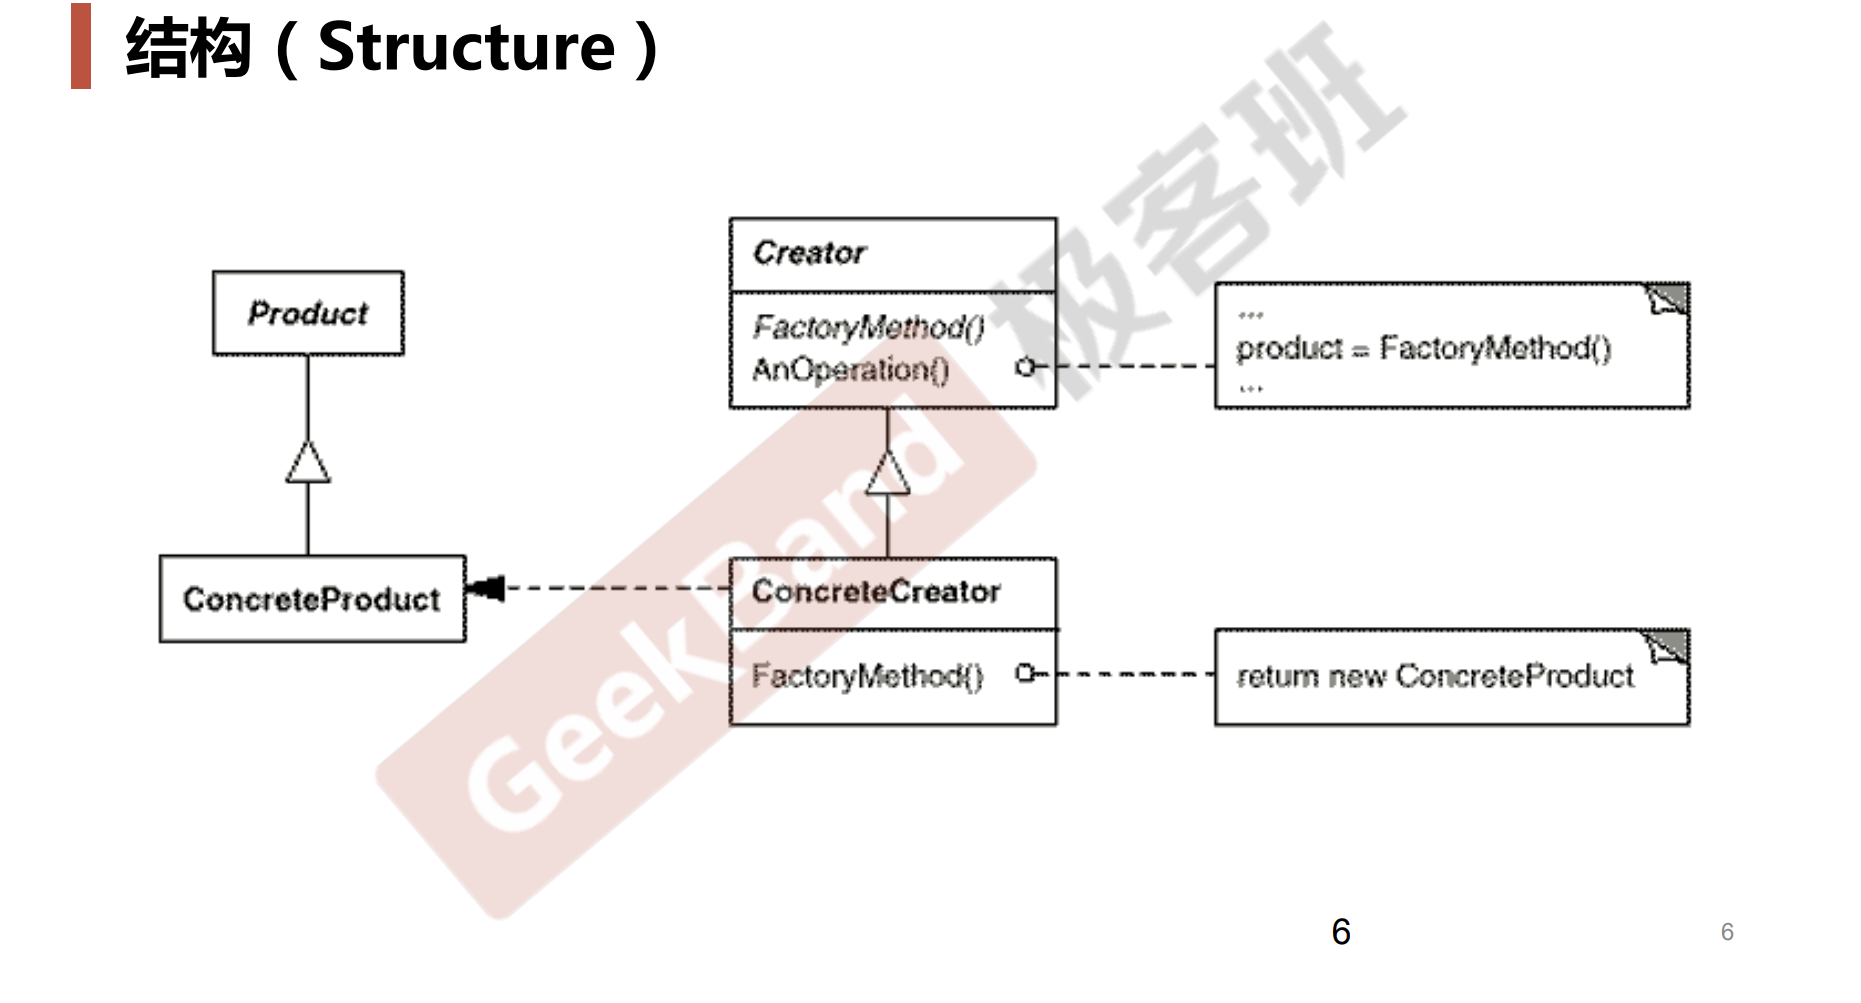 结构（Structure）
Product
Creator
FactoryMethod()
AnOperation()
...
product = FactoryMethod()
...
ConcreteProduct
ConcreteCreator
FactoryMethod()
return new ConcreteProduct
GeekBand 极客班
6
6